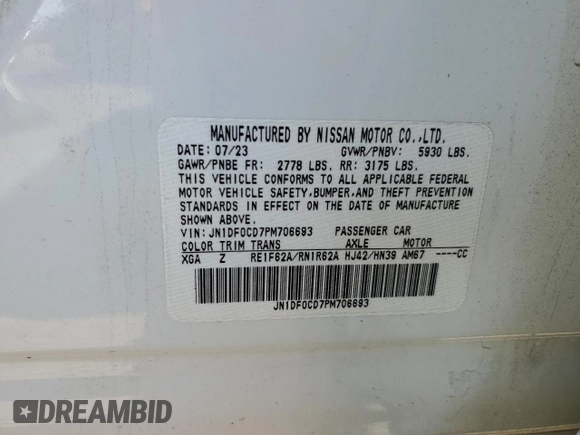 MANUFACTURED BY NISSAN MOTOR CO.,LTD.
DATE: 07/23 GVWR/PNBV: 5930 LBS.
GAWR/PNBE FR: 2778 LBS. RR: 3175 LBS.
THIS VEHICLE CONFORMS TO ALL APPLICABLE FEDERAL
MOTOR VEHICLE SAFETY,BUMPER,AND THEFT PREVENTION
STANDARDS IN EFFECT ON THE DATE OF MANUFACTURE
SHOWN ABOVE.
VIN: JN1DF0CD7PM706693 PASSENGER CAR
COLOR TRIM TRANS AXLE MOTOR
XGA Z RE1F62A/RN1R62A HJ42/HN39 AM67 ----CC
JN1DF0CD7PM706693
DREAMBID